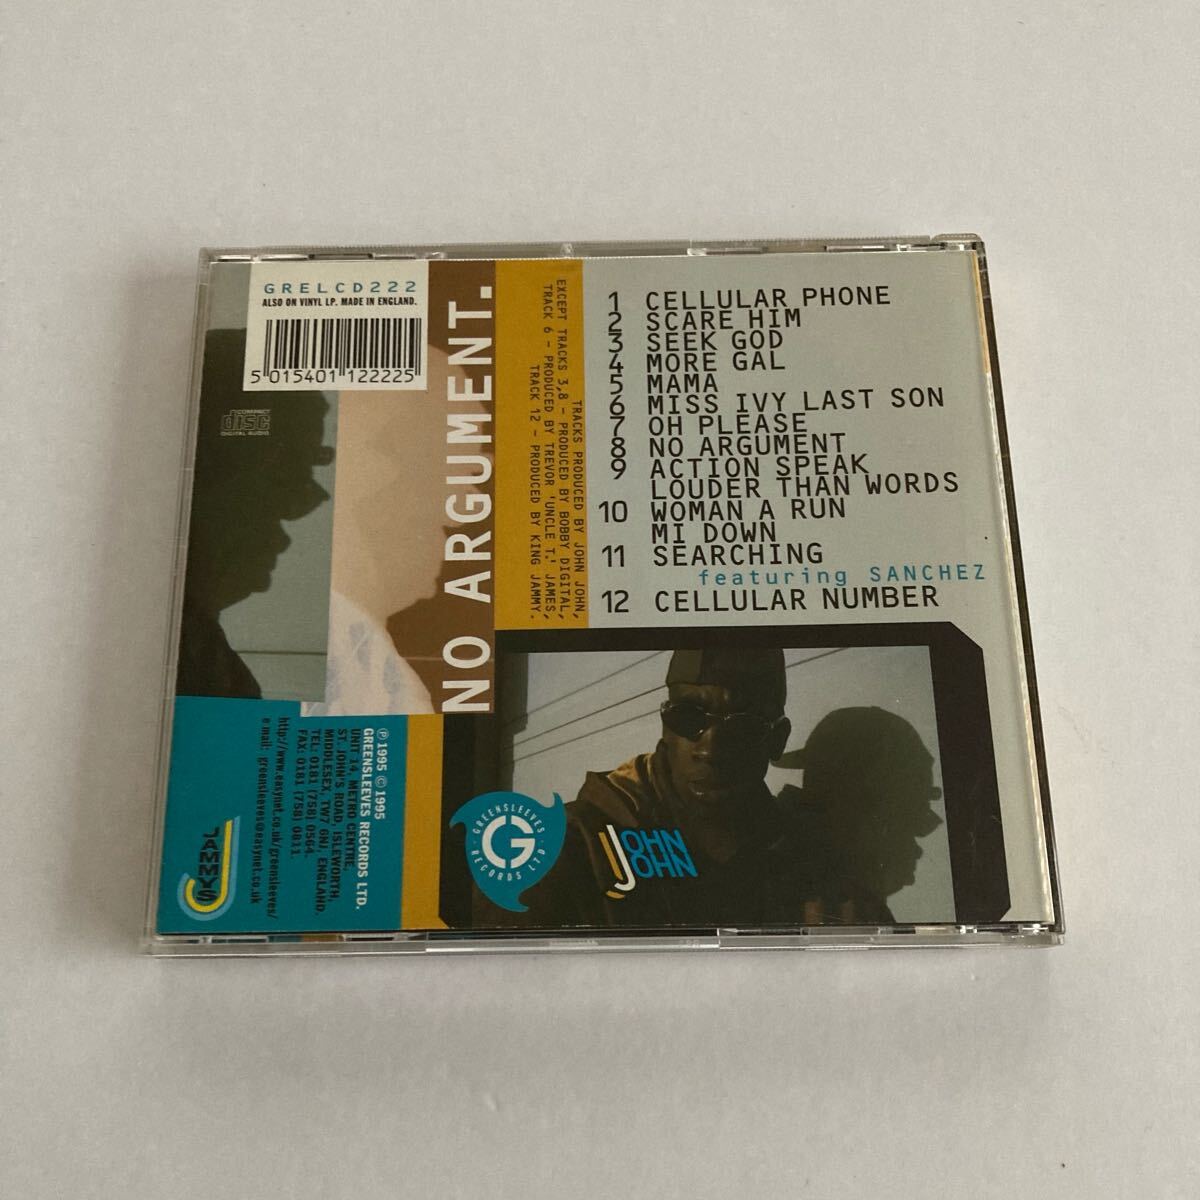 GRELCD222
ALSO ON VINYL LP. MADE IN ENGLAND.
5 015401 122225
COMPACT
disc
DIGITAL AUDIO
NO ARGUMENT.
TRACKS PRODUCED BY JOHN JOHN,
EXCEPT TRACKS 3,8 - PRODUCED BY BOBBY DIGITAL,
TRACK 6 - PRODUCED BY TREVOR 'UNCLE T.' JAMES,
TRACK 12 - PRODUCED BY KING JAMMY.
1 CELLULAR PHONE
2 SCARE HIM
3 SEEK GOD
4 MORE GAL
5 MAMA
6 MISS IVY LAST SON
7 OH PLEASE
8 NO ARGUMENT
9 ACTION SPEAK
LOUDER THAN WORDS
10 WOMAN A RUN
MI DOWN
11 SEARCHING
featuring SANCHEZ
12 CELLULAR NUMBER
℗ 1995 © 1995
GREENSLEEVES RECORDS LTD.
UNIT 14, METRO CENTRE,
ST. JOHN'S ROAD, ISLEWORTH,
MIDDLESEX, TW7 6NJ, ENGLAND.
TEL: 0181 (758) 0564.
FAX: 0181 (758) 0811.
http://www.easynet.co.uk/greensleeves/
e.mail: greensleeves@easynet.co.uk
JAMMYS
GREENSLEEVES
G
RECORDS LTD
JOHN
JOHN